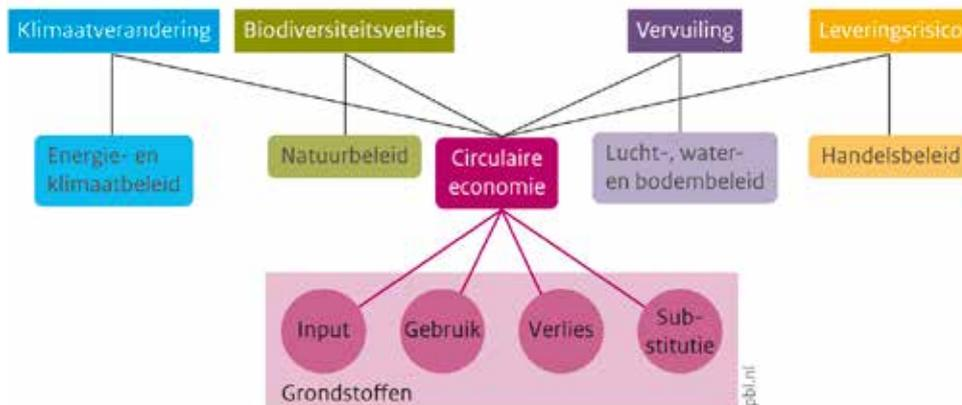 Klimaatverandering
Biodiversiteitsverlies
Vervuiling
Leveringsrisico
Energie- en
klimaatbeleid
Natuurbeleid
Circulaire
economie
Lucht-, water-
en bodembeleid
Handelsbeleid
Input
Gebruik
Verlies
Sub-
stitutie
Grondstoffen
pbl.nl